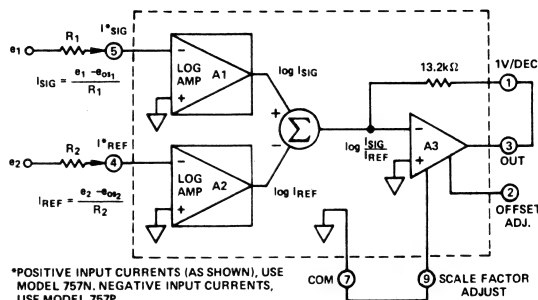 R₁
I*SIG
e₁
5
ISIG = e₁ -eos₁ / R₁
LOG AMP
A1
log ISIG
-
+
+
-
Σ
R₂
I*REF
e₂
4
IREF = e₂ -eos₂ / R₂
LOG AMP
A2
log IREF
-
+
13.2kΩ
1V/DEC
1
log ISIG / IREF
-
+
A3
3
OUT
2
OFFSET
ADJ.
*POSITIVE INPUT CURRENTS (AS SHOWN), USE
MODEL 757N. NEGATIVE INPUT CURRENTS,
USE MODEL 757P
COM
7
9
SCALE FACTOR
ADJUST